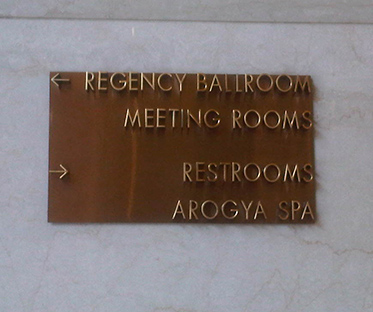 ← REGENCY BALLROOM
MEETING ROOMS
→ RESTROOMS
AROGYA SPA